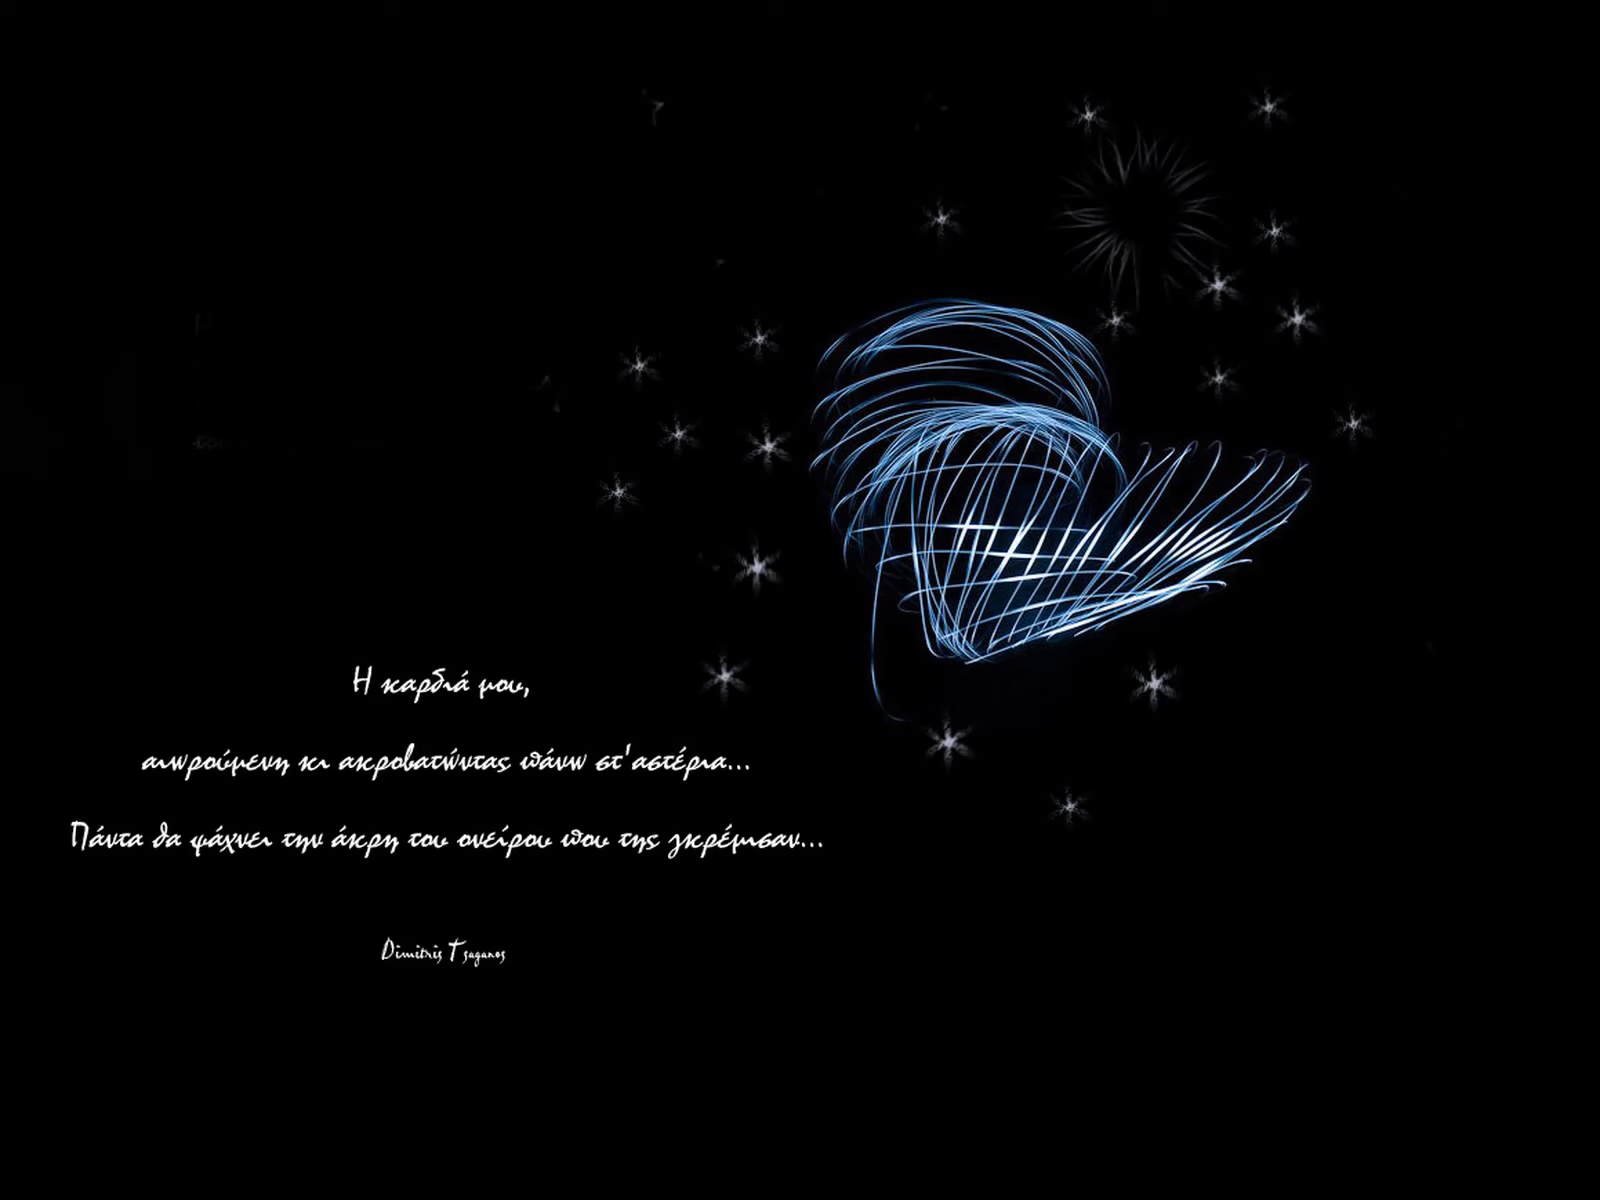 Η καρδιά μου,
αιωρούμενη κι ακροβατώντας πάνω στ'αστέρια...
Πάντα θα ψάχνει την άκρη του ονείρου που της γκρέμισαν...
Dimitris Tsaganos